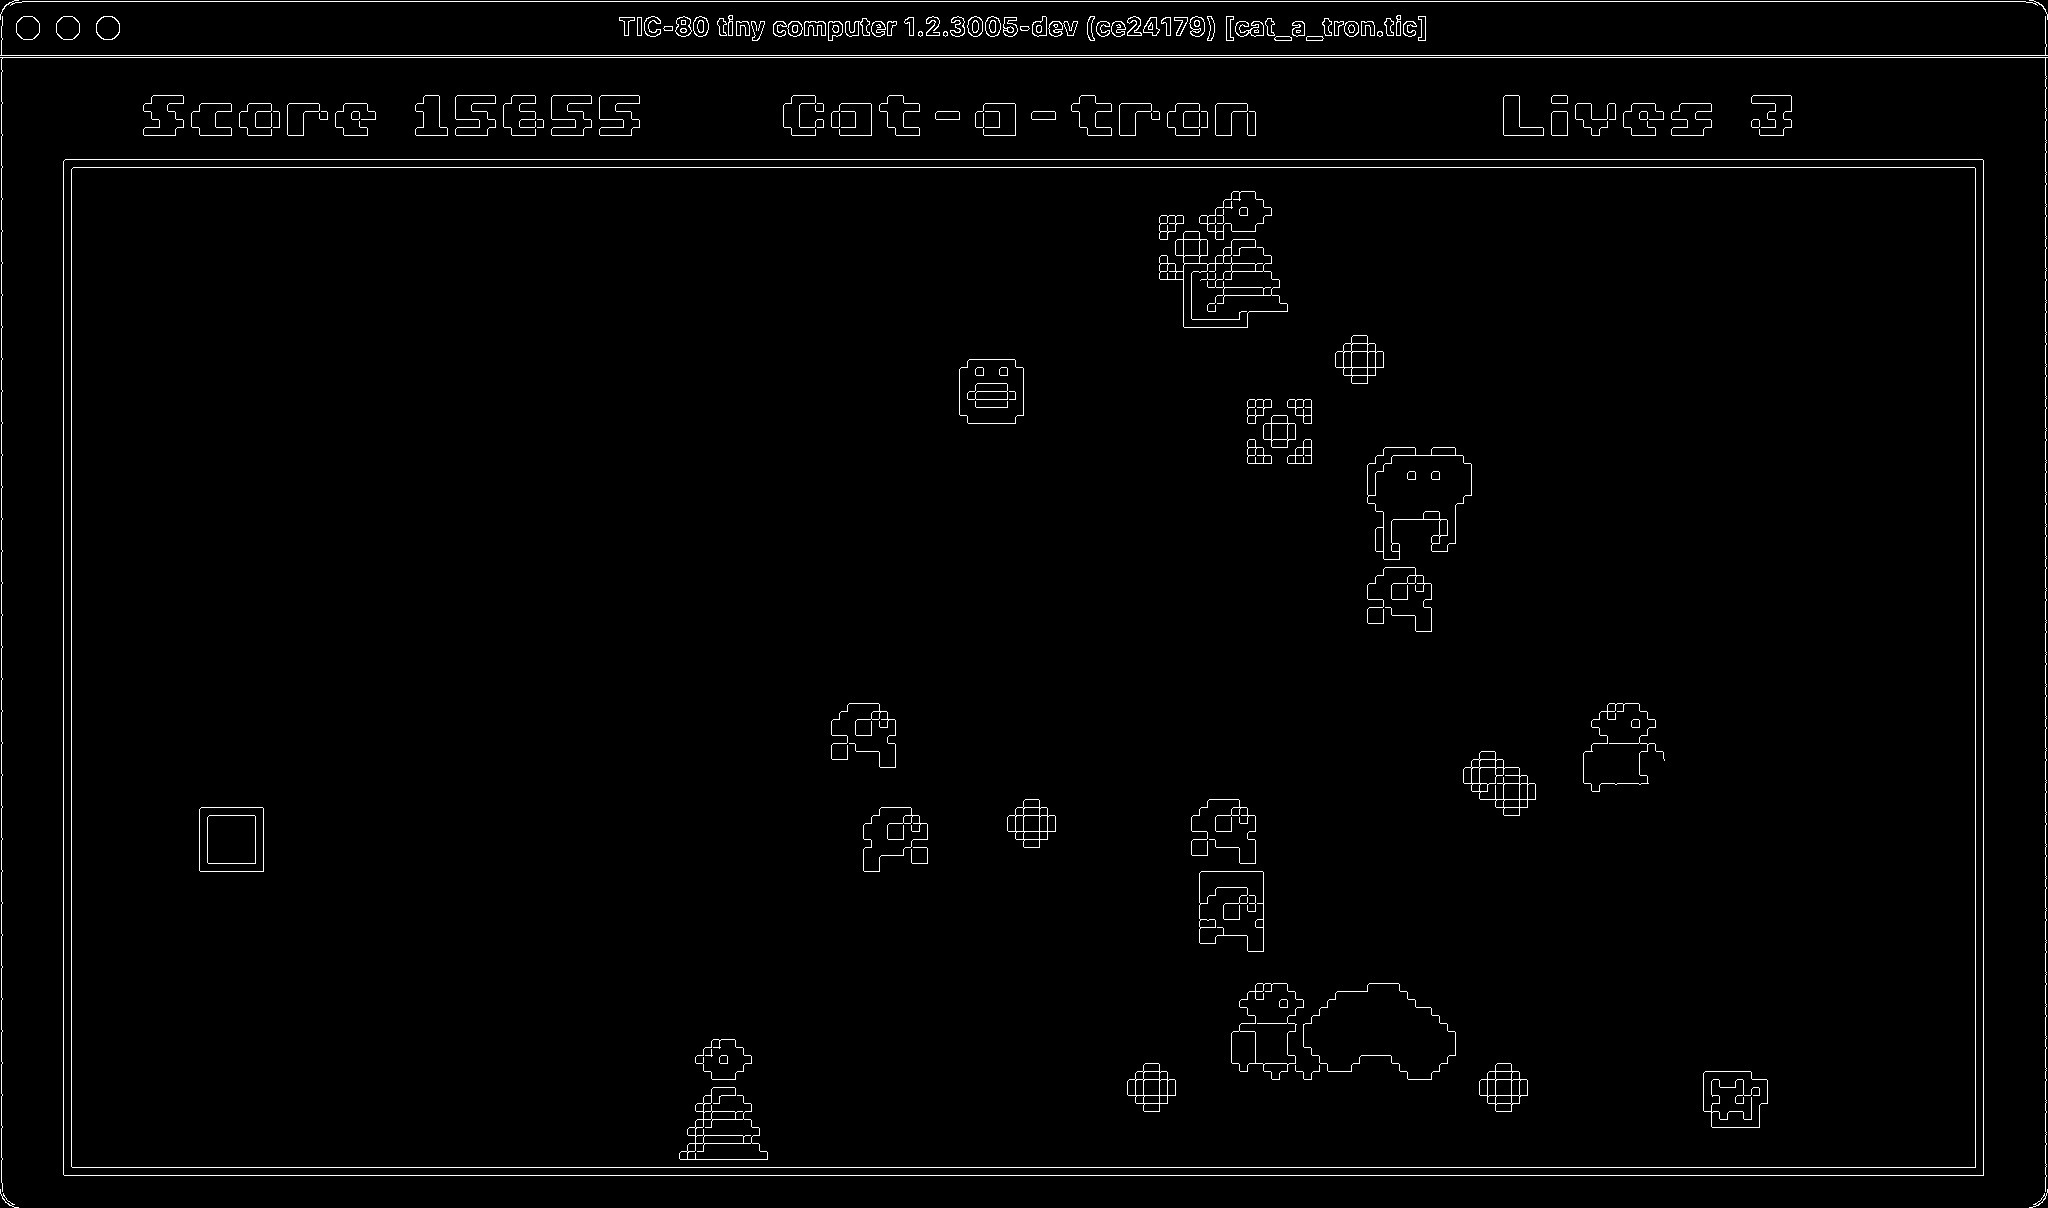 TIC-80 tiny computer 1.2.3005-dev (ce24179) [cat_a_tron.tic]
Score 15655 Cat-a-tron Lives 3